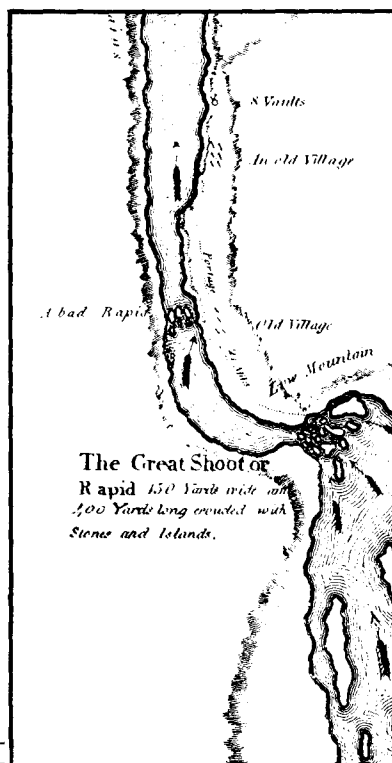 8 Vaults
An old Village
Portage
A bad Rapid
Old Village
Low Mountain
The Great Shoot or
Rapid 150 Yards wide and
400 Yards long crouded with
Stones and Islands.